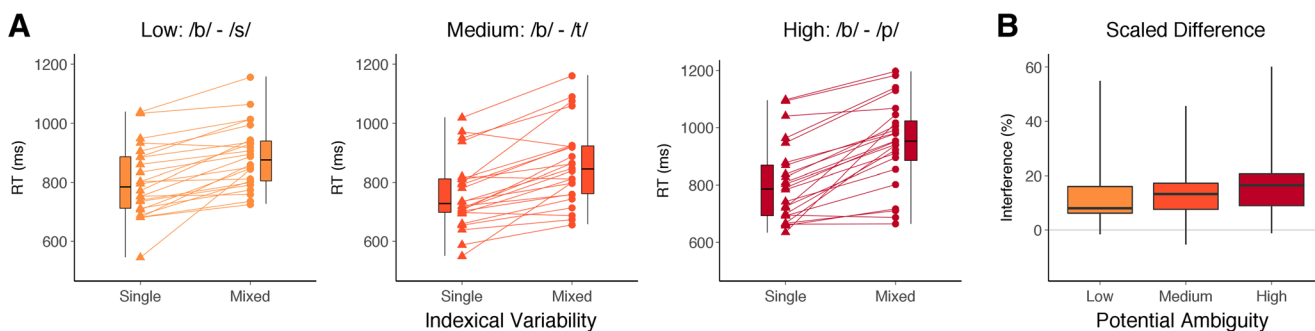 A
Low: /b/ - /s/
RT (ms)
1200
1000
800
600
Single
Mixed
Medium: /b/ - /t/
RT (ms)
1200
1000
800
600
Single
Mixed
Indexical Variability
High: /b/ - /p/
RT (ms)
1200
1000
800
600
Single
Mixed
B
Scaled Difference
Interference (%)
60
40
20
0
Low
Medium
High
Potential Ambiguity